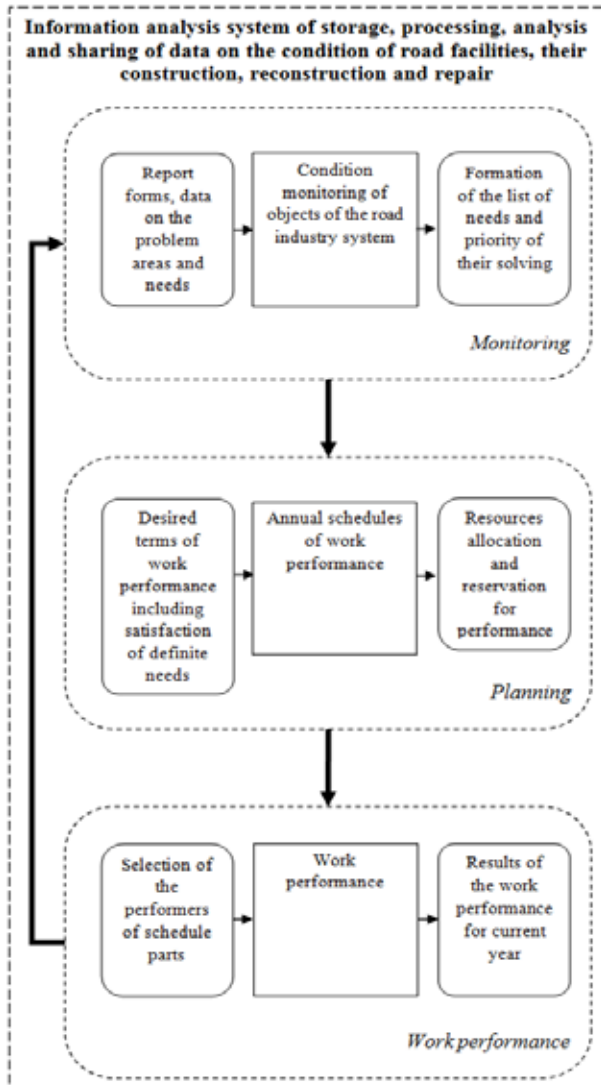 Information analysis system of storage, processing, analysis
and sharing of data on the condition of road facilities, their
construction, reconstruction and repair
Report
forms, data
on the
problem
areas and
needs
Condition
monitoring of
objects of the road
industry system
Formation
of the list of
needs and
priority of
their solving
Monitoring
Desired
terms of
work
performance
including
satisfaction
of definite
needs
Annual schedules
of work
performance
Resources
allocation
and
reservation
for
performance
Planning
Selection of
the
performers
of schedule
parts
Work
performance
Results of
the work
performance
for current
year
Work performance